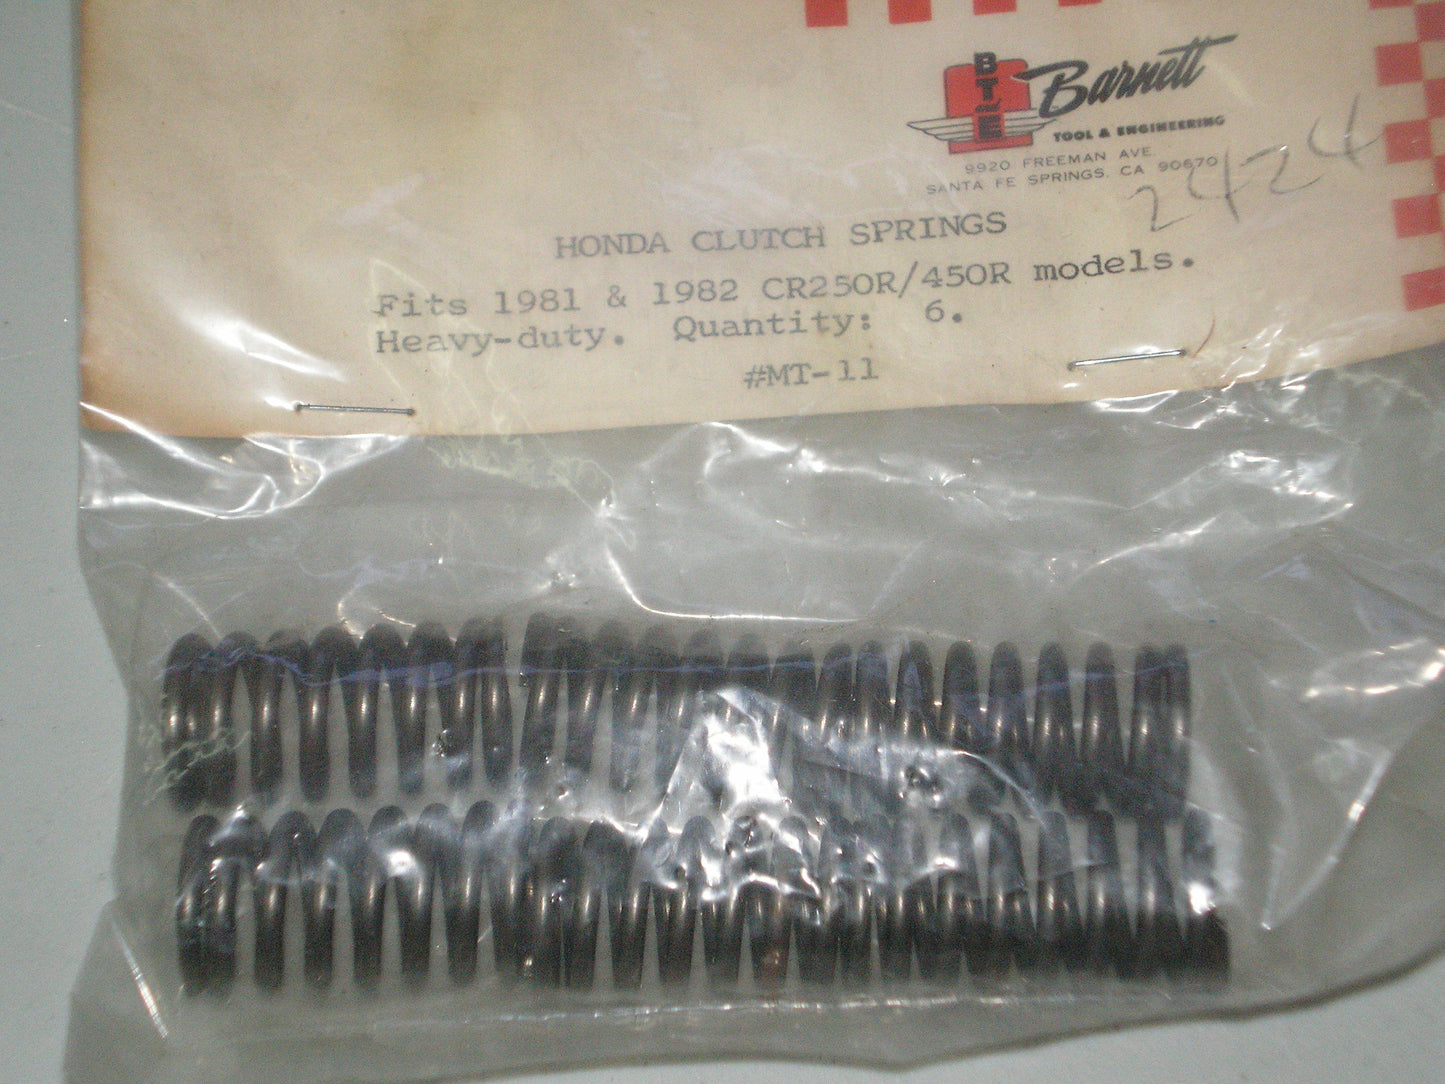 BT&E
Barnett
TOOL & ENGINEERING
9920 FREEMAN AVE.
SANTA FE SPRINGS, CA 90670
2424
HONDA CLUTCH SPRINGS
Fits 1981 & 1982 CR250R/450R models.
Heavy-duty. Quantity: 6.
#MT-11